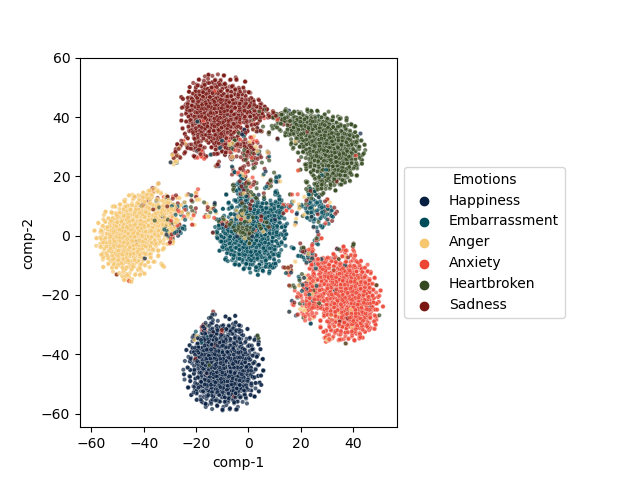 60
40
20
0
−20
−40
−60
comp-2
−60
−40
−20
0
20
40
comp-1
Emotions
Happiness
Embarrassment
Anger
Anxiety
Heartbroken
Sadness